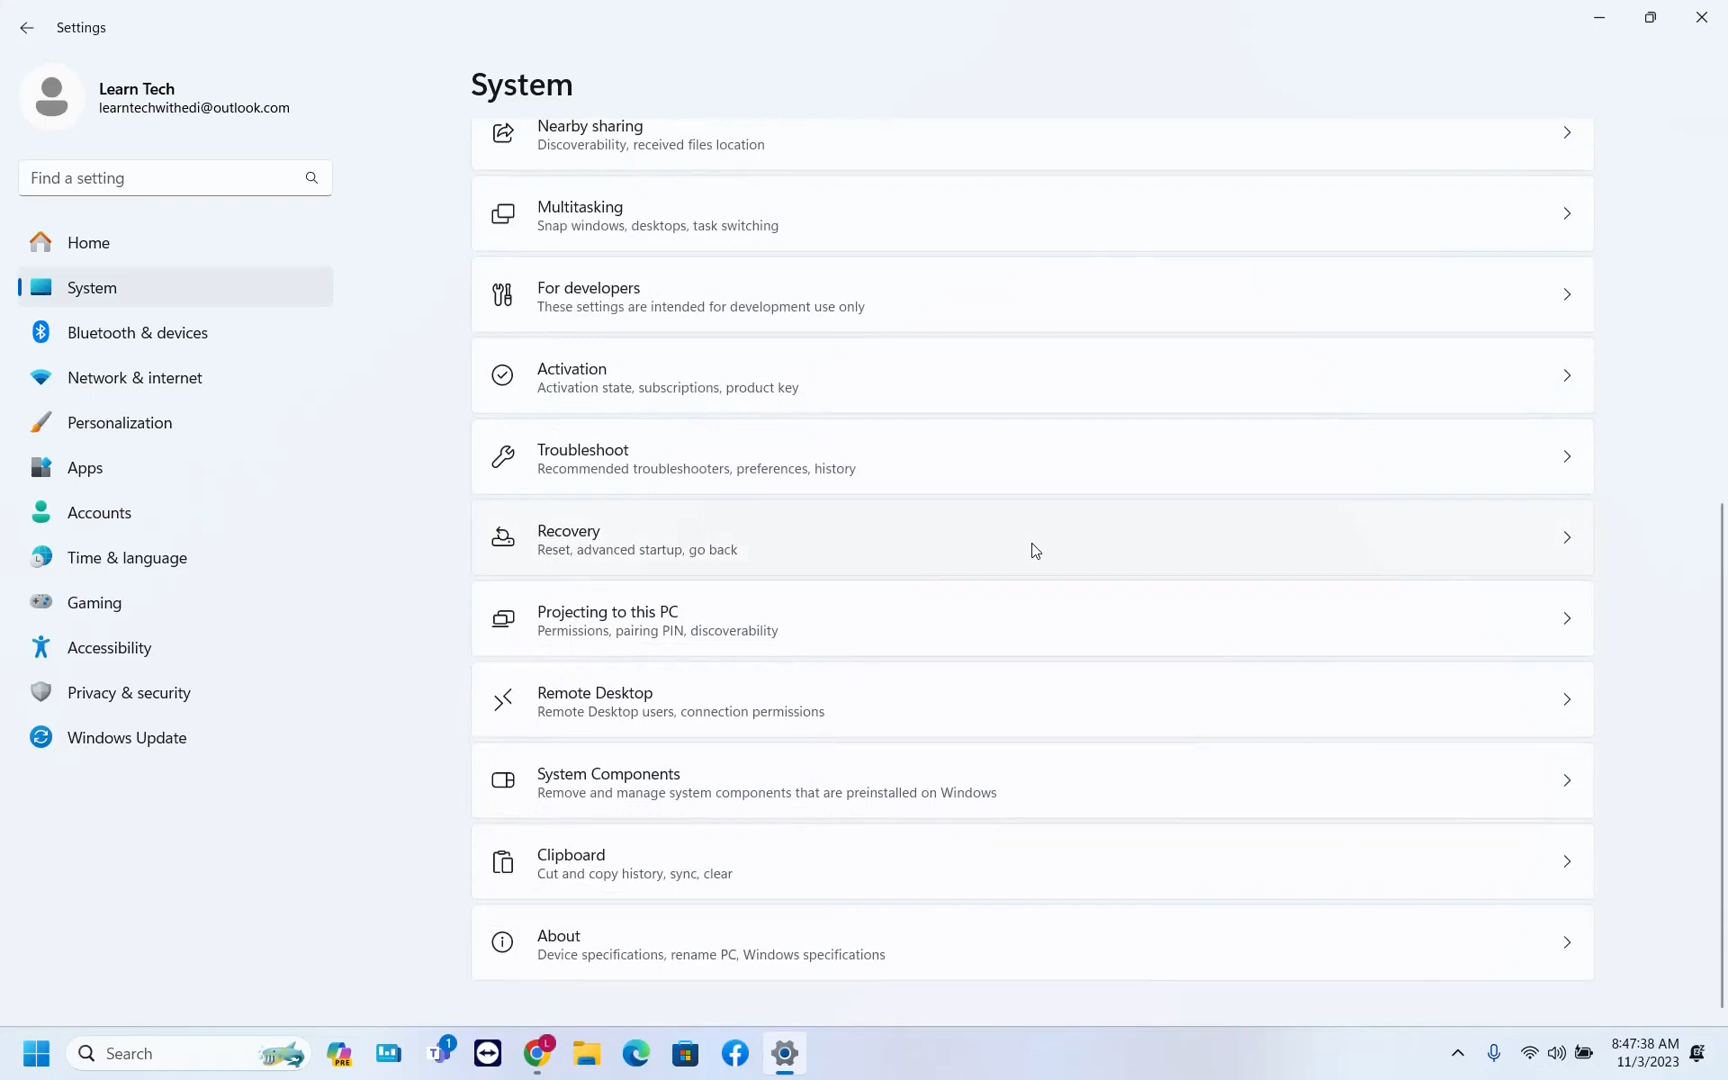 Settings
Learn Tech
learntechwithedi@outlook.com
Find a setting
Home
System
Bluetooth & devices
Network & internet
Personalization
Apps
Accounts
Time & language
Gaming
Accessibility
Privacy & security
Windows Update
System
Nearby sharing
Discoverability, received files location
Multitasking
Snap windows, desktops, task switching
For developers
These settings are intended for development use only
Activation
Activation state, subscriptions, product key
Troubleshoot
Recommended troubleshooters, preferences, history
Recovery
Reset, advanced startup, go back
Projecting to this PC
Permissions, pairing PIN, discoverability
Remote Desktop
Remote Desktop users, connection permissions
System Components
Remove and manage system components that are preinstalled on Windows
Clipboard
Cut and copy history, sync, clear
About
Device specifications, rename PC, Windows specifications
Search
PRE
T
1
L
8:47:38 AM
11/3/2023